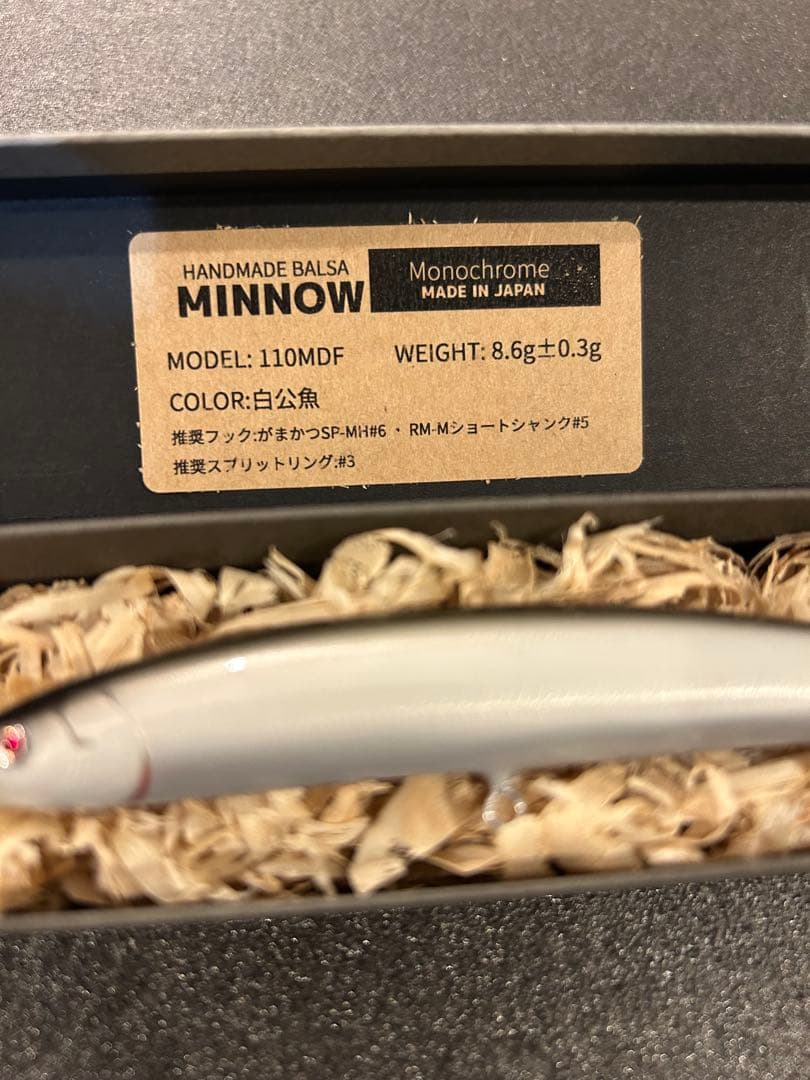 HANDMADE BALSA
MINNOW
Monochrome
MADE IN JAPAN
MODEL: 110MDF WEIGHT: 8.6g±0.3g
COLOR:白公魚
推奨フック:がまかつSP-MH#6 ・ RM-Mショートシャンク#5
推奨スプリットリング:#3